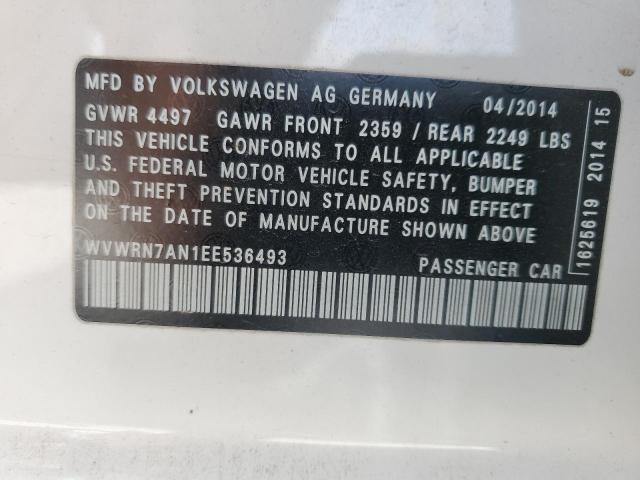 MFD BY VOLKSWAGEN AG GERMANY 04/2014
GVWR 4497 GAWR FRONT 2359 / REAR 2249 LBS
THIS VEHICLE CONFORMS TO ALL APPLICABLE
U.S. FEDERAL MOTOR VEHICLE SAFETY, BUMPER
AND THEFT PREVENTION STANDARDS IN EFFECT
ON THE DATE OF MANUFACTURE SHOWN ABOVE
WVWRN7AN1EE536493 PASSENGER CAR
1625619 2014 15